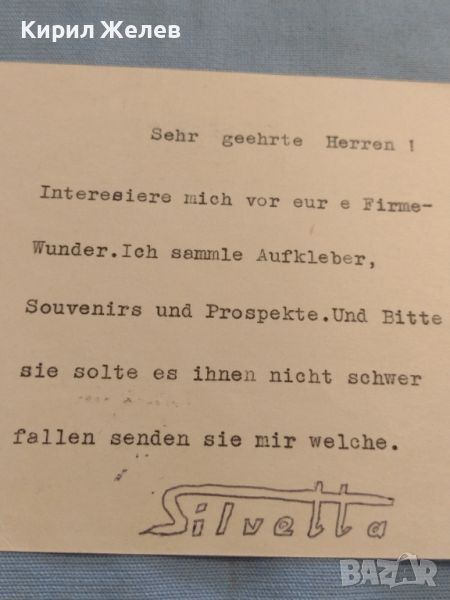 Кирил Желев
Sehr geehrte Herren !
Interesiere mich vor eur e Firme-
Wunder.Ich sammle Aufkleber,
Souvenirs und Prospekte.Und Bitte
sie solte es ihnen nicht schwer
fallen senden sie mir welche.
Silvetta
bazar